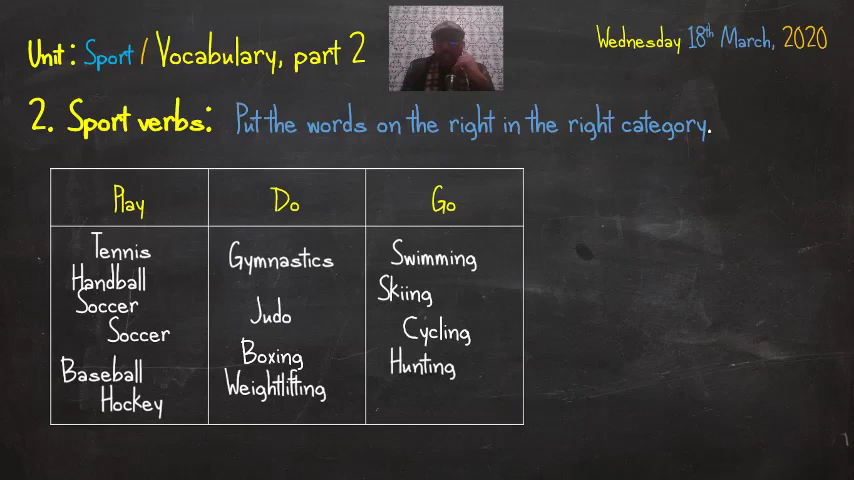 Unit: Sport / Vocabulary, part 2
Wednesday 18th March, 2020
2. Sport verbs: Put the words on the right in the right category.
Play
Do
Go
Tennis
Handball
Soccer
Soccer
Baseball
Hockey
Gymnastics
Judo
Boxing
Weightlifting
Swimming
Skiing
Cycling
Hunting